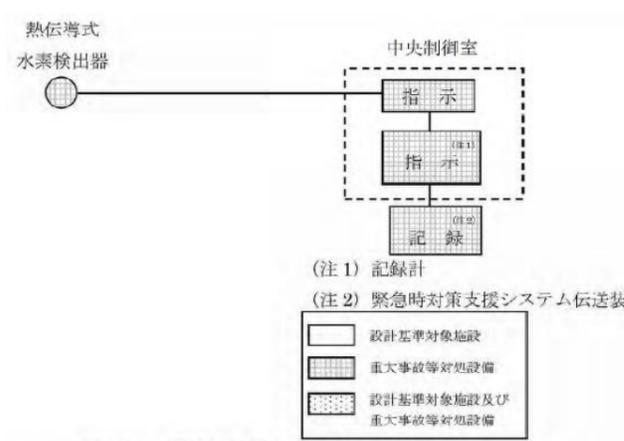 熱伝導式
水素検出器
中央制御室
指示
指示 (注1)
記録 (注2)
(注1) 記録計
(注2) 緊急時対策支援システム伝送装
設計基準対象施設
重大事故等対処設備
設計基準対象施設及び
重大事故等対処設備